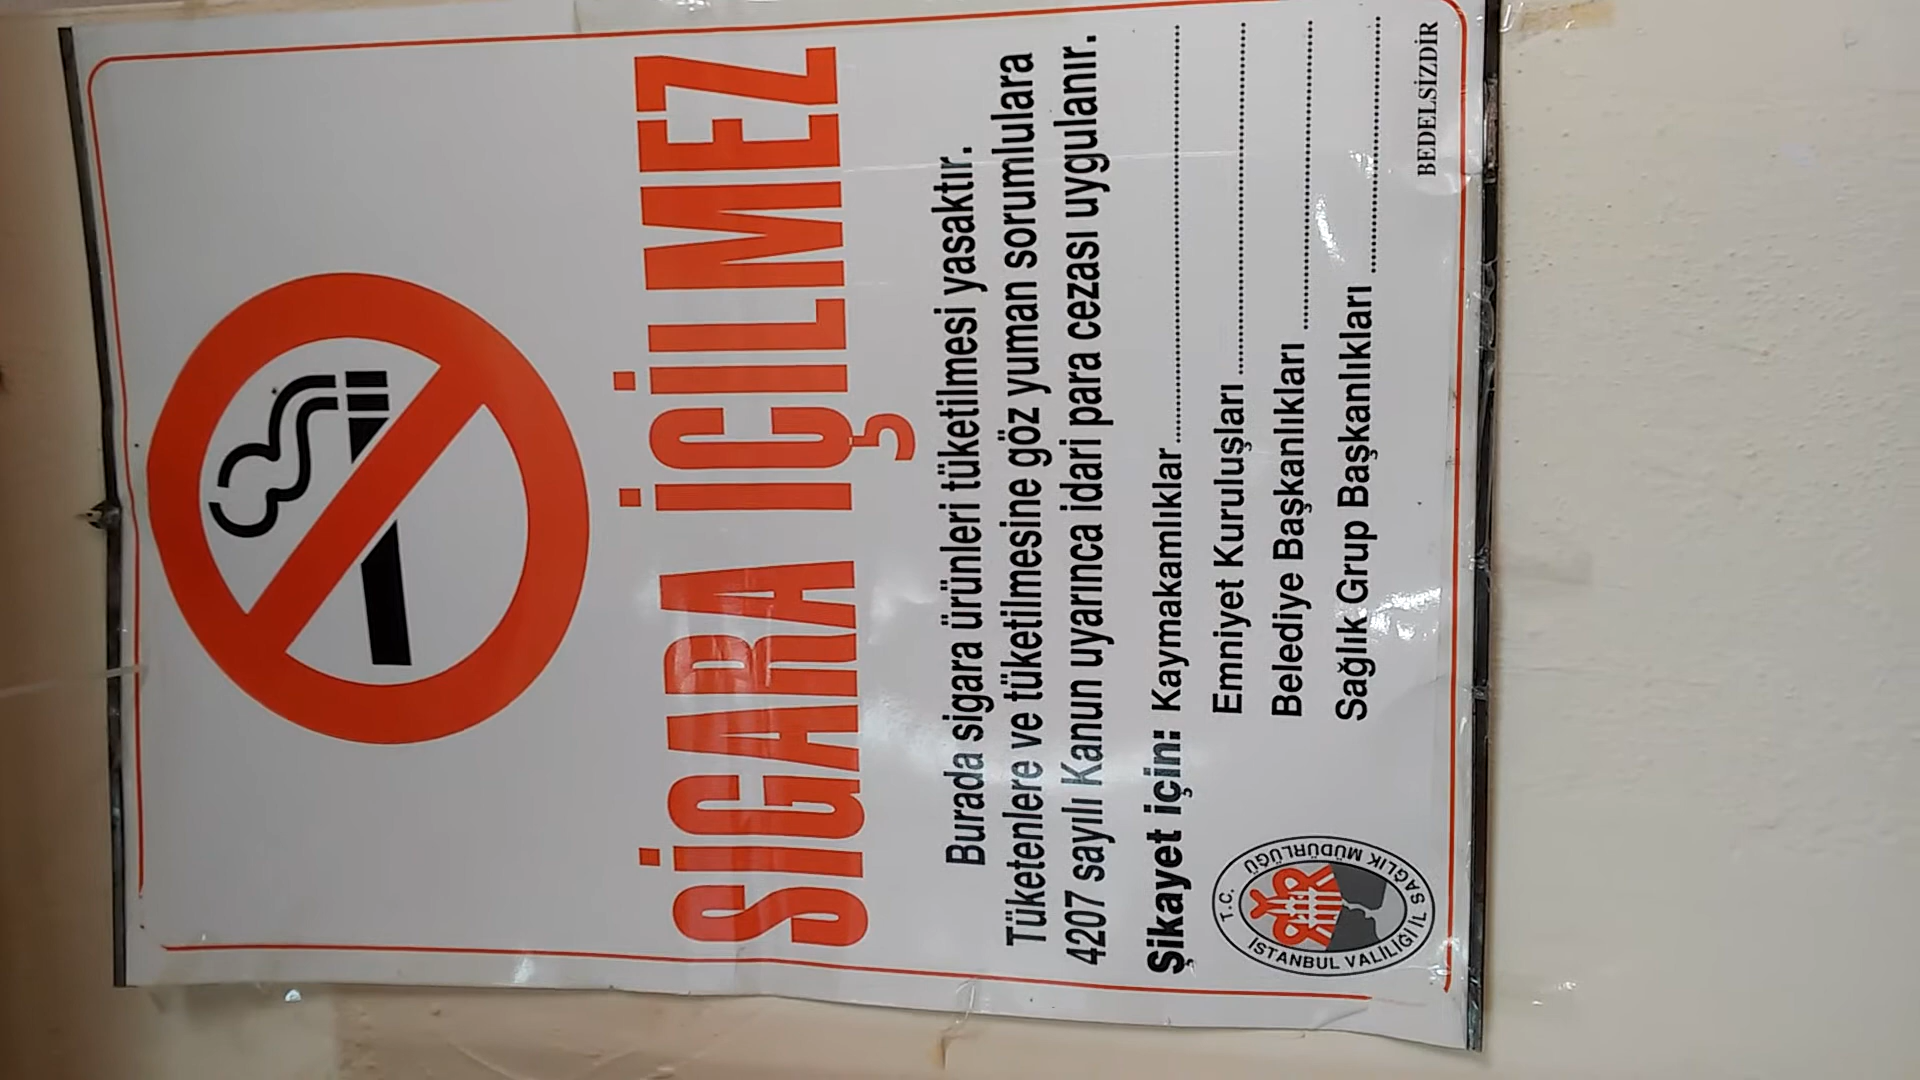 SİGARA İÇİLMEZ
Burada sigara ürünleri tüketilmesi yasaktır.
Tüketenlere ve tüketilmesine göz yuman sorumlulara
4207 sayılı Kanun uyarınca idari para cezası uygulanır.
Şikayet için: Kaymakamlıklar
Emniyet Kuruluşları
Belediye Başkanlıkları
Sağlık Grup Başkanlıkları
T.C.
İSTANBUL VALİLİĞİ İL SAĞLIK MÜDÜRLÜĞÜ
BEDELSİZDİR